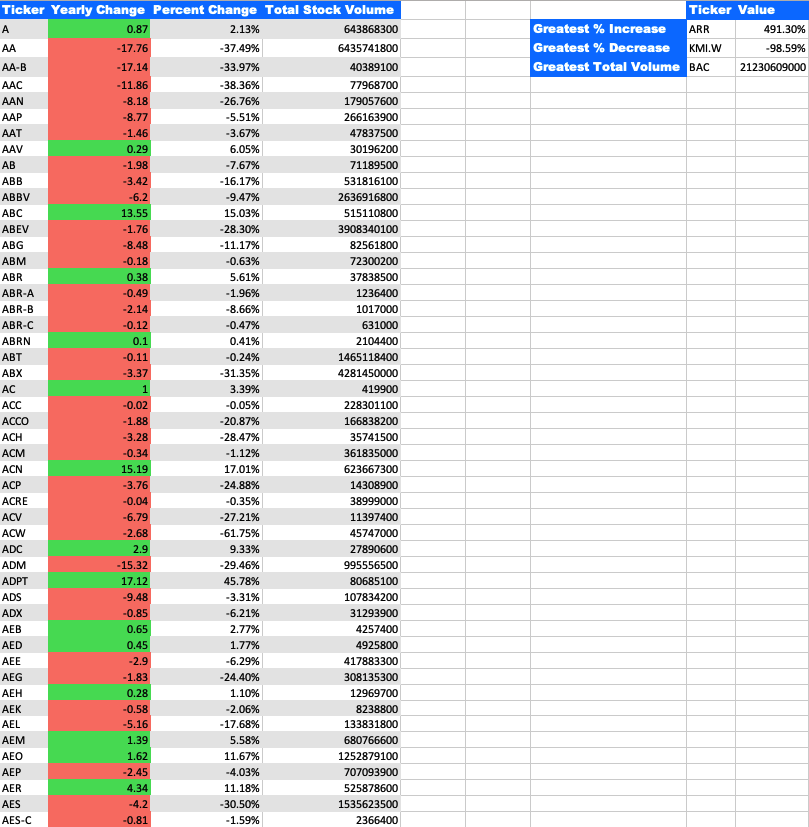 Ticker Yearly Change Percent Change Total Stock Volume Ticker Value
A 0.87 2.13% 643868300 Greatest % Increase ARR 491.30%
AA -17.76 -37.49% 6435741800 Greatest % Decrease KMI.W -98.59%
AA-B -17.14 -33.97% 40389100 Greatest Total Volume BAC 21230609000
AAC -11.86 -38.36% 77968700
AAN -8.18 -26.76% 179057600
AAP -8.77 -5.51% 266163900
AAT -1.46 -3.67% 47837500
AAV 0.29 6.05% 30196200
AB -1.98 -7.67% 71189500
ABB -3.42 -16.17% 531816100
ABBV -6.2 -9.47% 2636916800
ABC 13.55 15.03% 515110800
ABEV -1.76 -28.30% 3908340100
ABG -8.48 -11.17% 82561800
ABM -0.18 -0.63% 72300200
ABR 0.38 5.61% 37838500
ABR-A -0.49 -1.96% 1236400
ABR-B -2.14 -8.66% 1017000
ABR-C -0.12 -0.47% 631000
ABRN 0.1 0.41% 2104400
ABT -0.11 -0.24% 1465118400
ABX -3.37 -31.35% 4281450000
AC 1 3.39% 419900
ACC -0.02 -0.05% 228301100
ACCO -1.88 -20.87% 166838200
ACH -3.28 -28.47% 35741500
ACM -0.34 -1.12% 361835000
ACN 15.19 17.01% 623667300
ACP -3.76 -24.88% 14308900
ACRE -0.04 -0.35% 38999000
ACV -6.79 -27.21% 11397400
ACW -2.68 -61.75% 45747000
ADC 2.9 9.33% 27890600
ADM -15.32 -29.46% 995556500
ADPT 17.12 45.78% 80685100
ADS -9.48 -3.31% 107834200
ADX -0.85 -6.21% 31293900
AEB 0.65 2.77% 4257400
AED 0.45 1.77% 4925800
AEE -2.9 -6.29% 417883300
AEG -1.83 -24.40% 308135300
AEH 0.28 1.10% 12969700
AEK -0.58 -2.06% 8238800
AEL -5.16 -17.68% 133831800
AEM 1.39 5.58% 680766600
AEO 1.62 11.67% 1252879100
AEP -2.45 -4.03% 707093900
AER 4.34 11.18% 525878600
AES -4.2 -30.50% 1535623500
AES-C -0.81 -1.59% 2366400